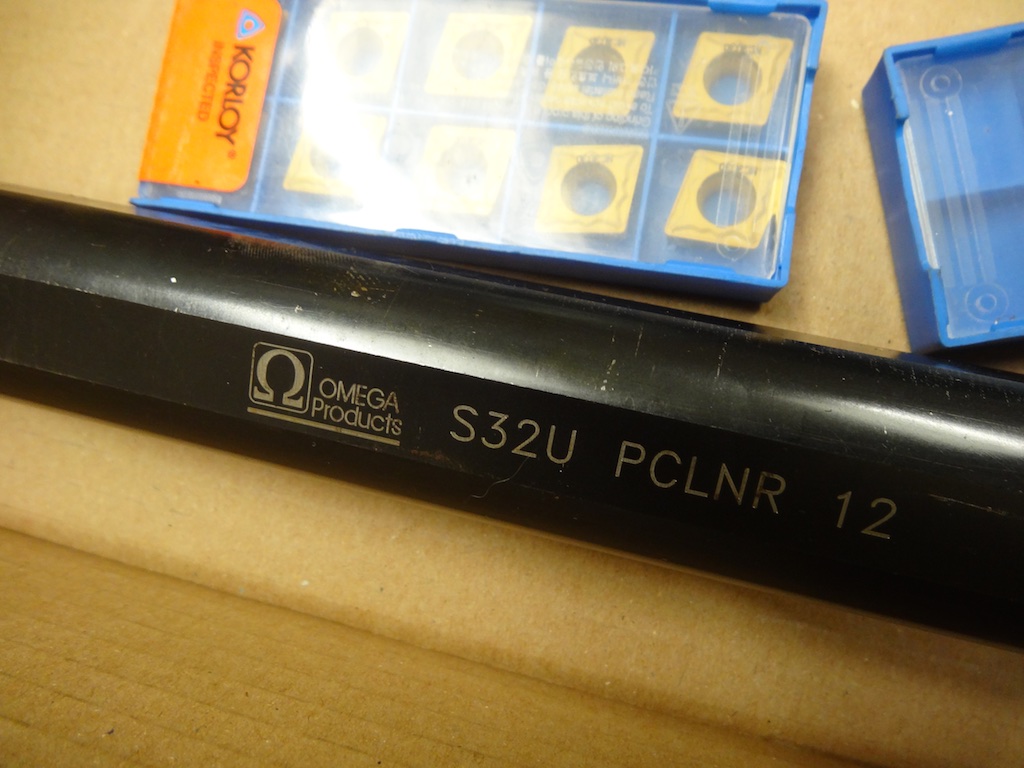 KORLOY
INSPECTED
Ω OMEGA
Products
S32U PCLNR 12